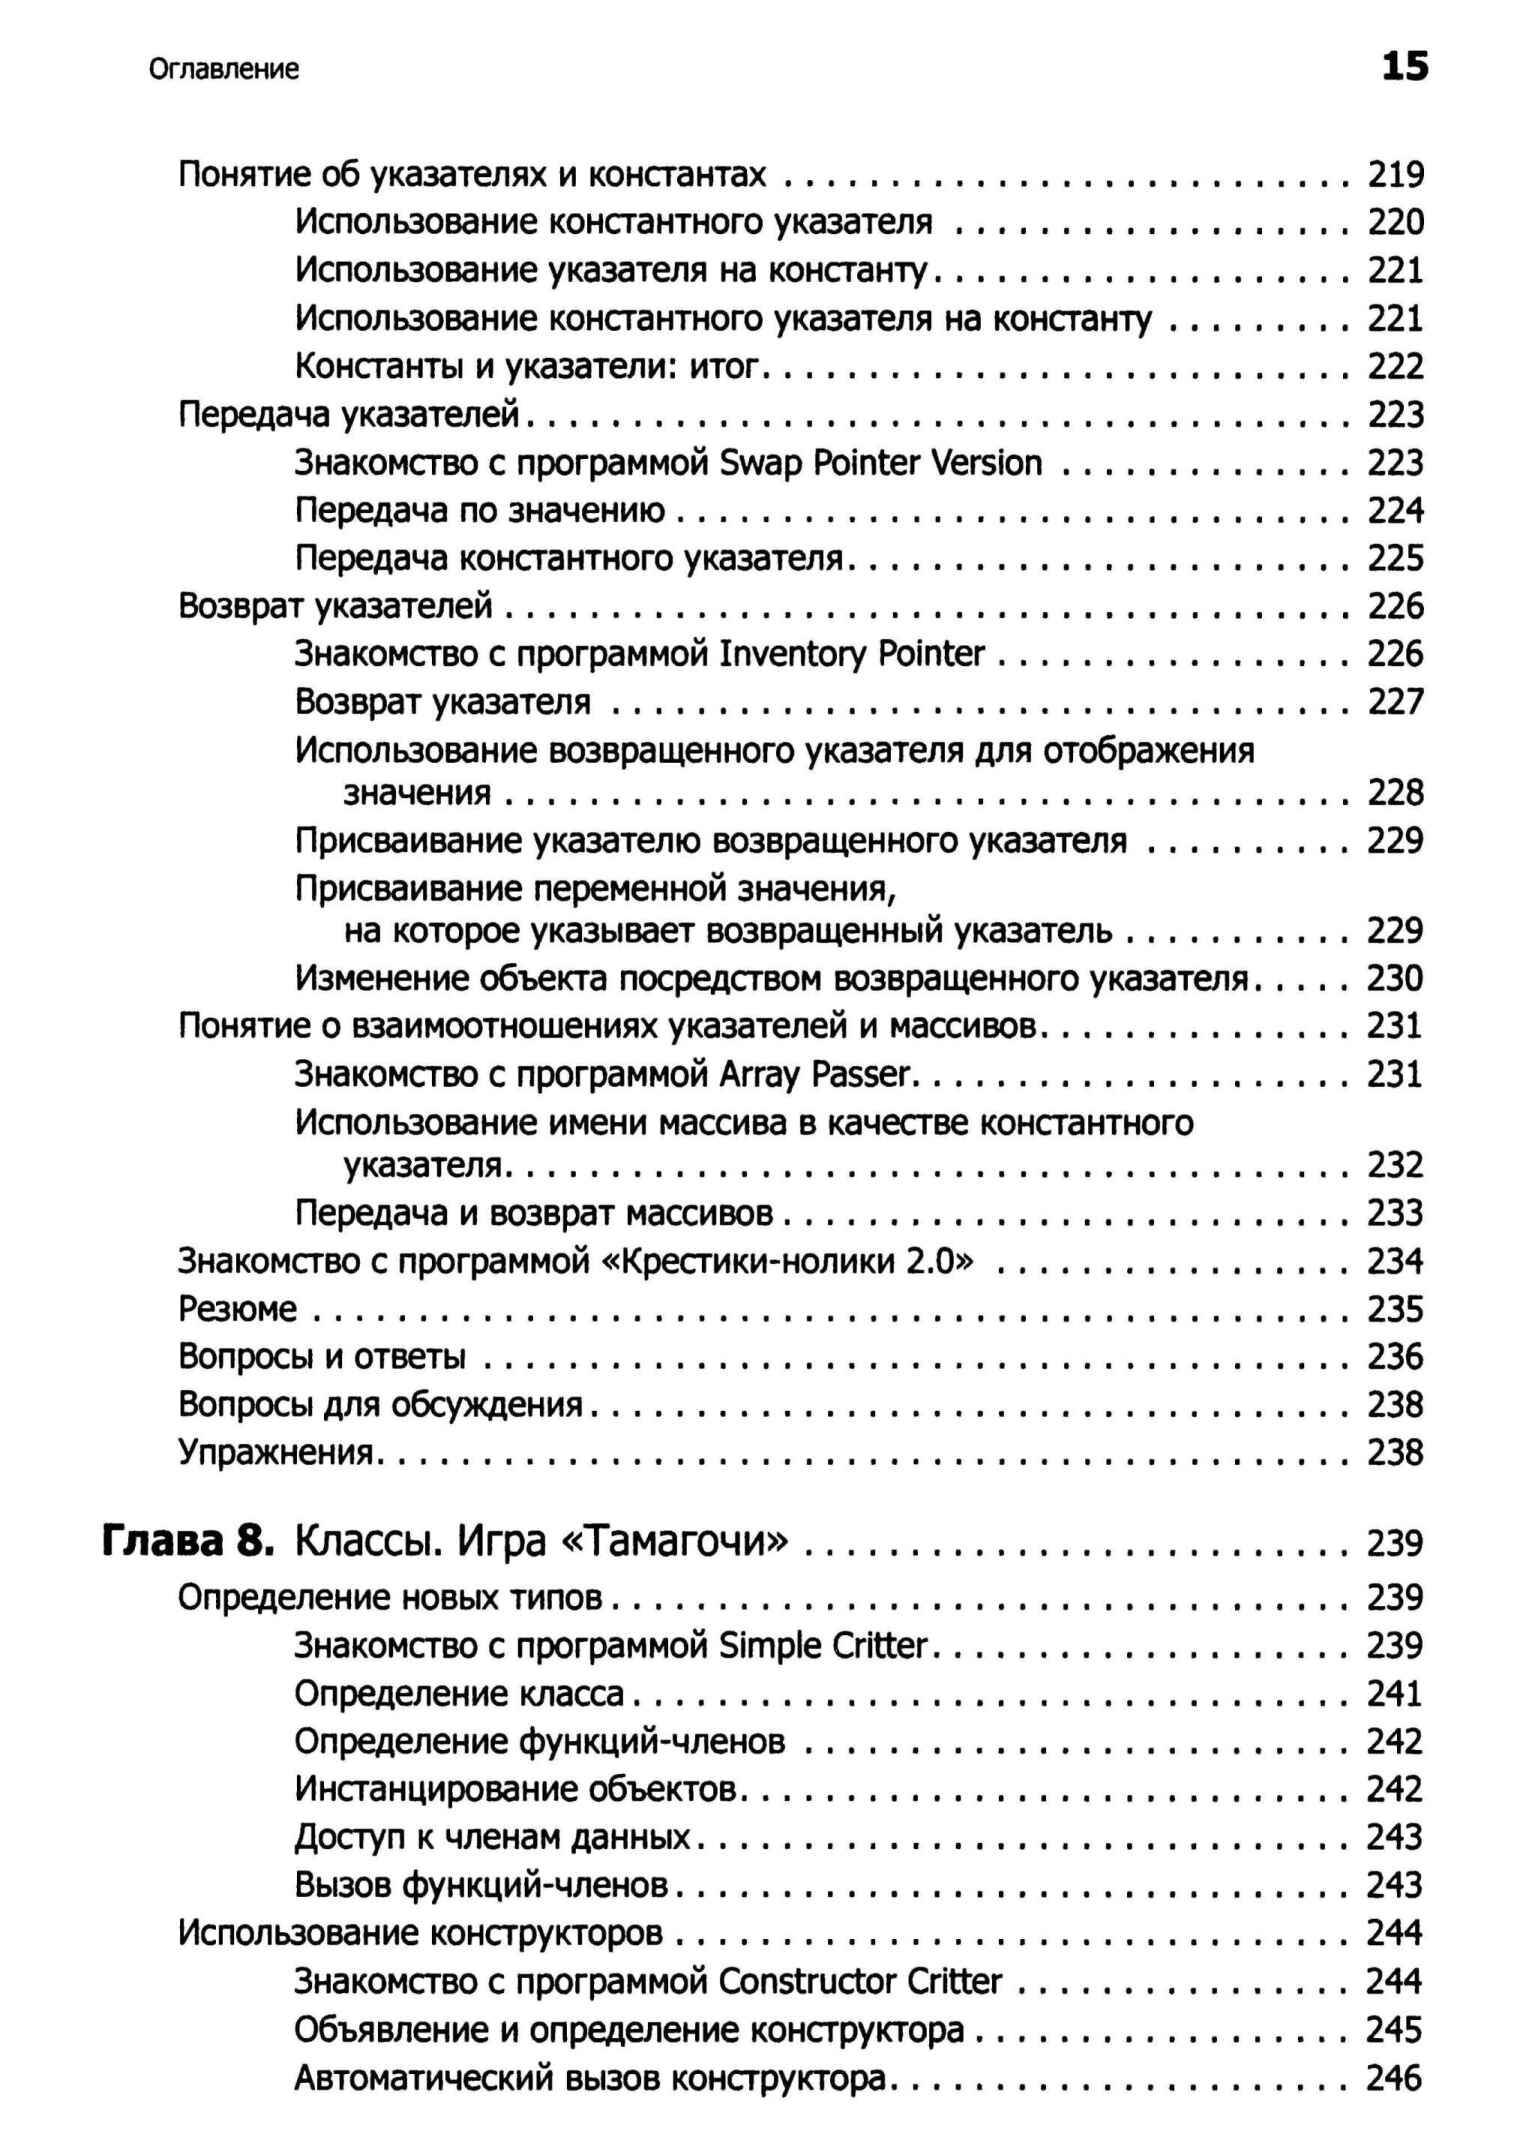 Оглавление 15
Понятие об указателях и константах . . . . . . . . . . . . . . . . . . . . . . . . . . . 219
Использование константного указателя . . . . . . . . . . . . . . . . . . . 220
Использование указателя на константу. . . . . . . . . . . . . . . . . . . . 221
Использование константного указателя на константу . . . . . . . . . 221
Константы и указатели: итог. . . . . . . . . . . . . . . . . . . . . . . . . . . . 222
Передача указателей. . . . . . . . . . . . . . . . . . . . . . . . . . . . . . . . . . . . . . . 223
Знакомство с программой Swap Pointer Version . . . . . . . . . . . . . . 223
Передача по значению . . . . . . . . . . . . . . . . . . . . . . . . . . . . . . . . 224
Передача константного указателя. . . . . . . . . . . . . . . . . . . . . . . . 225
Возврат указателей . . . . . . . . . . . . . . . . . . . . . . . . . . . . . . . . . . . . . . . . 226
Знакомство с программой Inventory Pointer . . . . . . . . . . . . . . . . . 226
Возврат указателя . . . . . . . . . . . . . . . . . . . . . . . . . . . . . . . . . . . 227
Использование возвращенного указателя для отображения
значения . . . . . . . . . . . . . . . . . . . . . . . . . . . . . . . . . . . . . . . . 228
Присваивание указателю возвращенного указателя . . . . . . . . . . 229
Присваивание переменной значения,
на которое указывает возвращенный указатель . . . . . . . . . . . 229
Изменение объекта посредством возвращенного указателя. . . . . 230
Понятие о взаимоотношениях указателей и массивов. . . . . . . . . . . . . . . 231
Знакомство с программой Array Passer. . . . . . . . . . . . . . . . . . . . . 231
Использование имени массива в качестве константного
указателя. . . . . . . . . . . . . . . . . . . . . . . . . . . . . . . . . . . . . . . . 232
Передача и возврат массивов . . . . . . . . . . . . . . . . . . . . . . . . . . . 233
Знакомство с программой «Крестики-нолики 2.0» . . . . . . . . . . . . . . . . . 234
Резюме . . . . . . . . . . . . . . . . . . . . . . . . . . . . . . . . . . . . . . . . . . . . . . . . . 235
Вопросы и ответы . . . . . . . . . . . . . . . . . . . . . . . . . . . . . . . . . . . . . . . . . 236
Вопросы для обсуждения. . . . . . . . . . . . . . . . . . . . . . . . . . . . . . . . . . . . 238
Упражнения. . . . . . . . . . . . . . . . . . . . . . . . . . . . . . . . . . . . . . . . . . . . . . 238
Глава 8. Классы. Игра «Тамагочи» . . . . . . . . . . . . . . . . . . . . . . . . . . 239
Определение новых типов . . . . . . . . . . . . . . . . . . . . . . . . . . . . . . . . . . . 239
Знакомство с программой Simple Critter. . . . . . . . . . . . . . . . . . . . 239
Определение класса . . . . . . . . . . . . . . . . . . . . . . . . . . . . . . . . . . 241
Определение функций-членов . . . . . . . . . . . . . . . . . . . . . . . . . . 242
Инстанцирование объектов. . . . . . . . . . . . . . . . . . . . . . . . . . . . . 242
Доступ к членам данных. . . . . . . . . . . . . . . . . . . . . . . . . . . . . . . 243
Вызов функций-членов . . . . . . . . . . . . . . . . . . . . . . . . . . . . . . . . 243
Использование конструкторов . . . . . . . . . . . . . . . . . . . . . . . . . . . . . . . . 244
Знакомство с программой Constructor Critter . . . . . . . . . . . . . . . . 244
Объявление и определение конструктора . . . . . . . . . . . . . . . . . . 245
Автоматический вызов конструктора. . . . . . . . . . . . . . . . . . . . . . 246